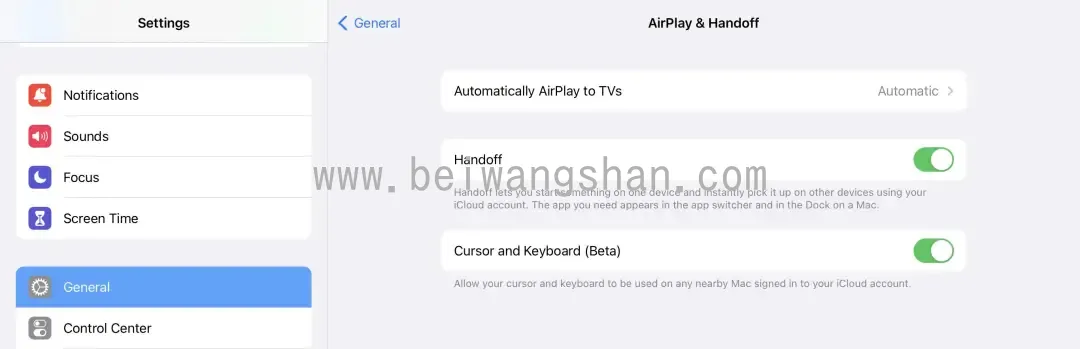 Settings
Notifications
Sounds
Focus
Screen Time
General
Control Center
General
AirPlay & Handoff
Automatically AirPlay to TVs
Automatic
Handoff
www.beiwangshan.com
Handoff lets you start something on one device and instantly pick it up on other devices using your
iCloud account. The app you need appears in the app switcher and in the Dock on a Mac.
Cursor and Keyboard (Beta)
Allow your cursor and keyboard to be used on any nearby Mac signed in to your iCloud account.